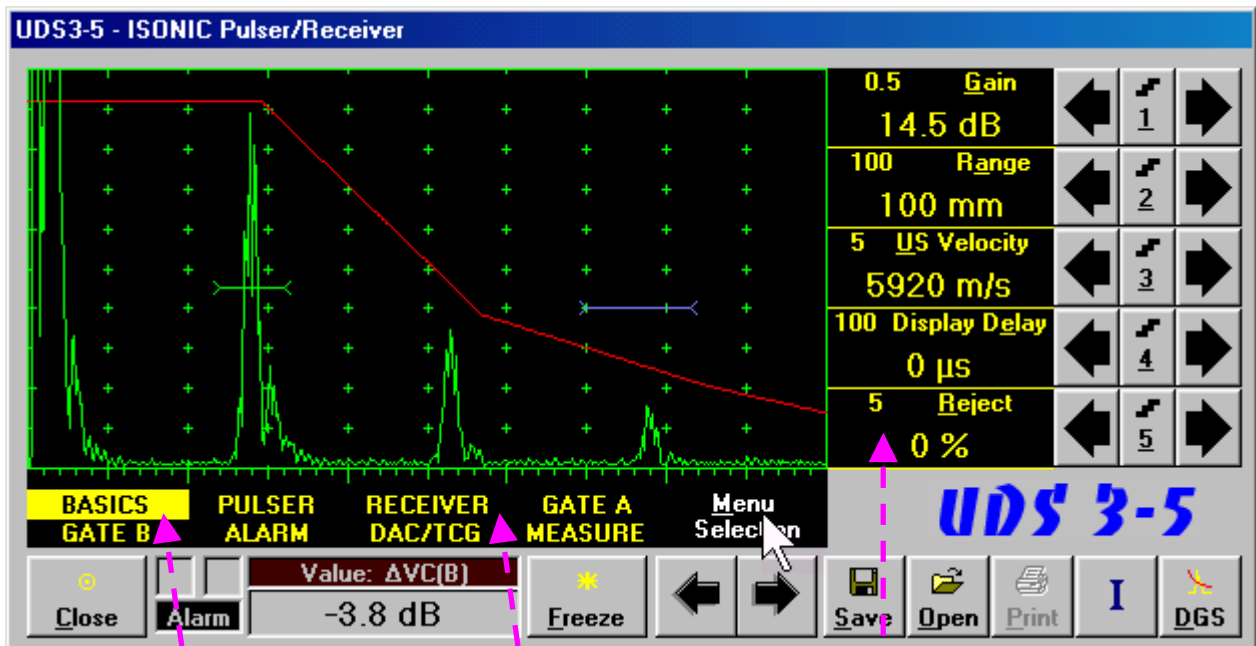 UDS3-5 - ISONIC Pulser/Receiver
0.5 Gain
14.5 dB
1
100 Range
100 mm
2
5 US Velocity
5920 m/s
3
100 Display Delay
0 µs
4
5 Reject
0 %
5
BASICS PULSER RECEIVER GATE A Menu
GATE B ALARM DAC/TCG MEASURE Selection
UDS 3-5
Close
Alarm
Value: ΔVC(B)
-3.8 dB
Freeze
Save
Open
Print
I
DGS